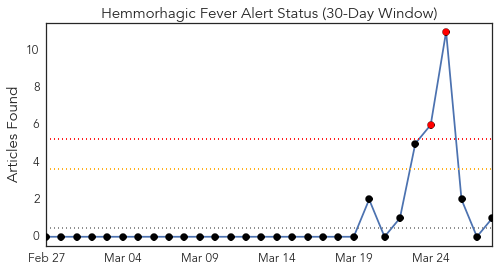 Hemmorhagic Fever Alert Status (30-Day Window)
Articles Found
10
8
6
4
2
0
Feb 27
Mar 04
Mar 09
Mar 14
Mar 19
Mar 24